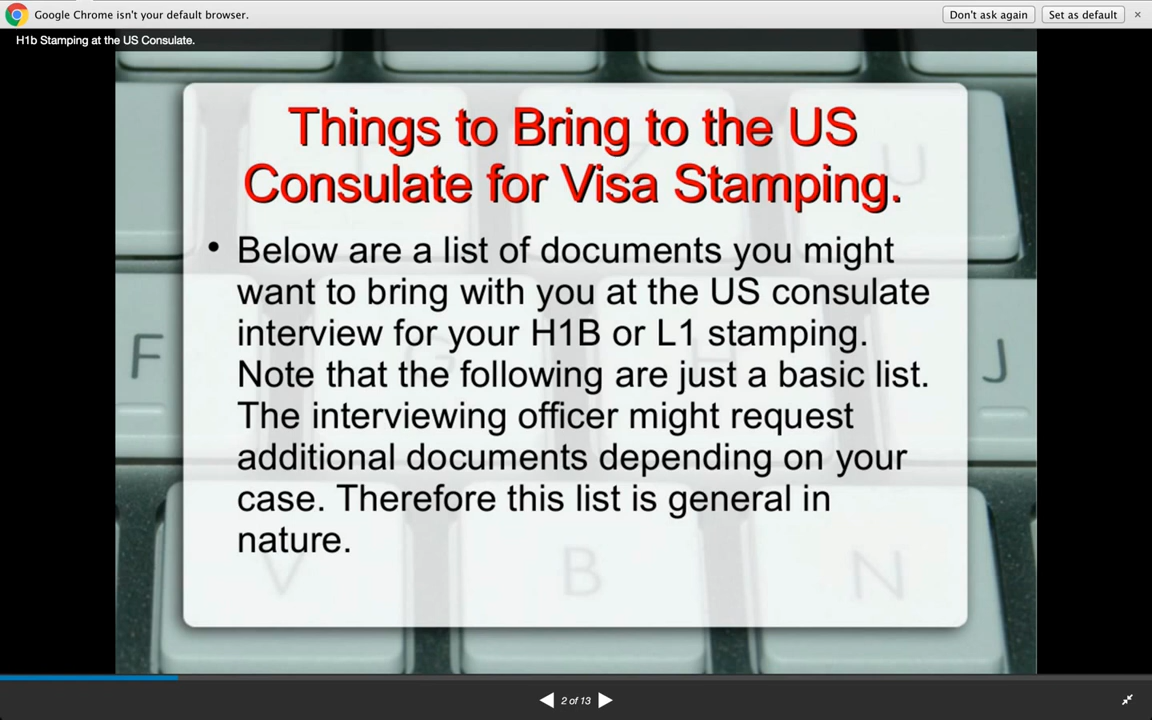 Google Chrome isn't your default browser.
Don't ask again
Set as default
H1b Stamping at the US Consulate.
Things to Bring to the US
Consulate for Visa Stamping.
• Below are a list of documents you might
want to bring with you at the US consulate
interview for your H1B or L1 stamping.
Note that the following are just a basic list.
The interviewing officer might request
additional documents depending on your
case. Therefore this list is general in
nature.
U
F
J
V
B
N
2 of 13